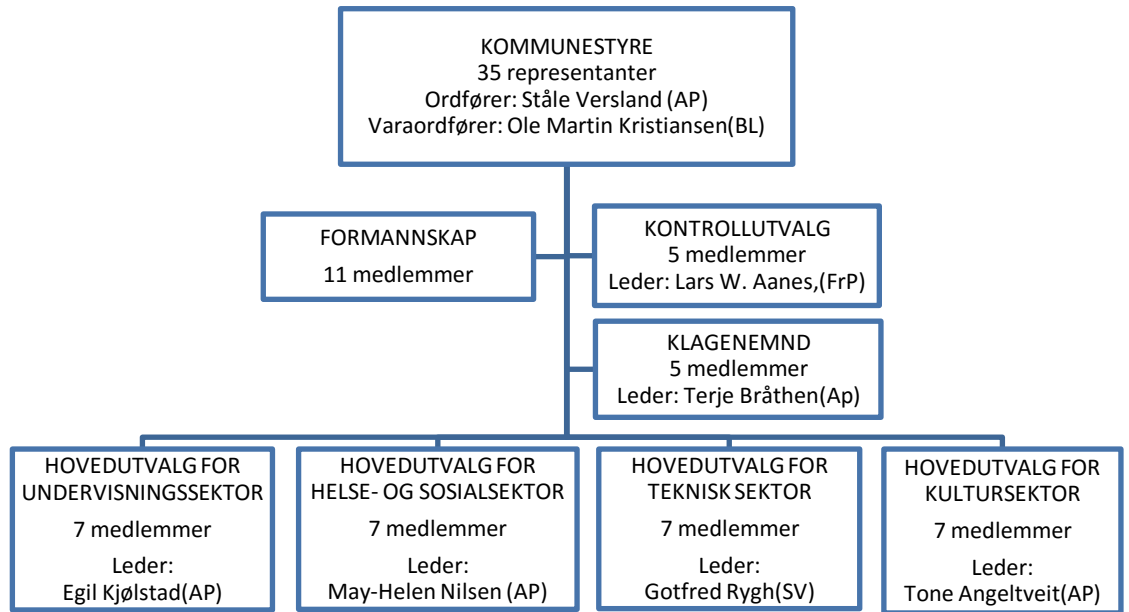 KOMMUNESTYRE
35 representanter
Ordfører: Ståle Versland (AP)
Varaordfører: Ole Martin Kristiansen(BL)
FORMANNSKAP
11 medlemmer
KONTROLLUTVALG
5 medlemmer
Leder: Lars W. Aanes,(FrP)
KLAGENEMND
5 medlemmer
Leder: Terje Bråthen(Ap)
HOVEDUTVALG FOR
UNDERVISNINGSSEKTOR
7 medlemmer
Leder:
Egil Kjølstad(AP)
HOVEDUTVALG FOR
HELSE- OG SOSIALSEKTOR
7 medlemmer
Leder:
May-Helen Nilsen (AP)
HOVEDUTVALG FOR
TEKNISK SEKTOR
7 medlemmer
Leder:
Gotfred Rygh(SV)
HOVEDUTVALG FOR
KULTURSEKTOR
7 medlemmer
Leder:
Tone Angeltveit(AP)